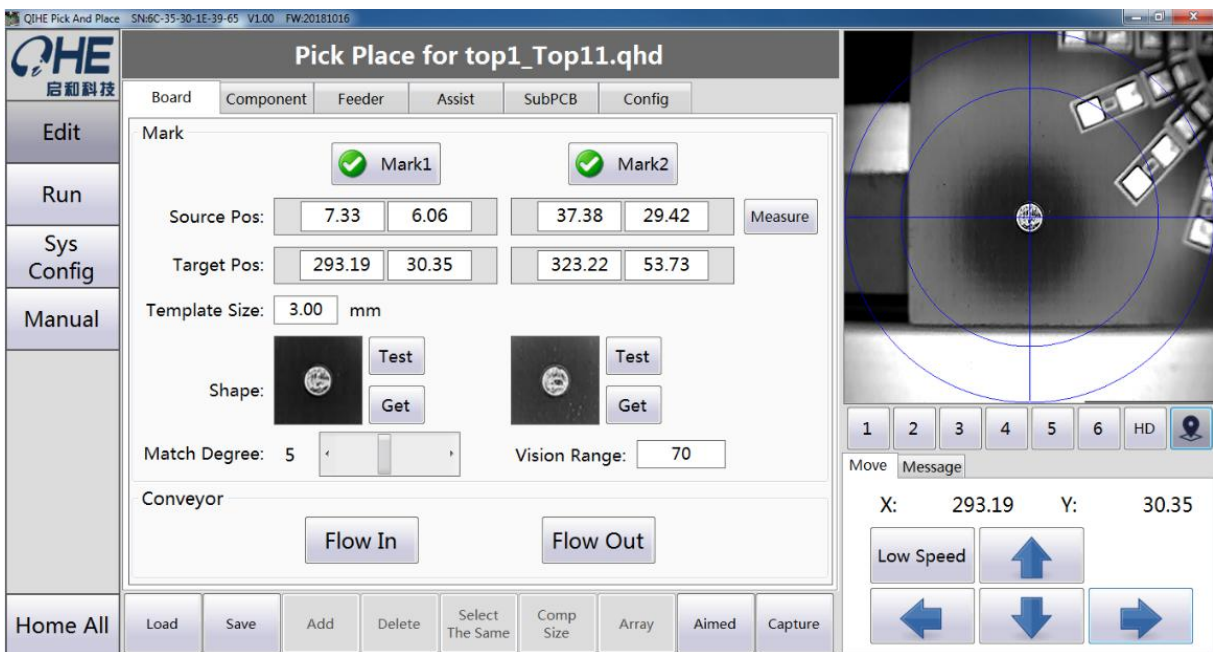 QIHE Pick And Place SN:6C-35-30-1E-39-65 V1.00 FW:20181016
QiHE
启和科技
Pick Place for top1_Top11.qhd
Board Component Feeder Assist SubPCB Config
Edit
Run
Sys
Config
Manual
Home All
Mark
Mark1 Mark2
Source Pos: 7.33 6.06 37.38 29.42 Measure
Target Pos: 293.19 30.35 323.22 53.73
Template Size: 3.00 mm
Shape: Test Test
Get Get
Match Degree: 5 Vision Range: 70
Conveyor
Flow In Flow Out
Load Save Add Delete Select The Same Comp Size Array Aimed Capture
1 2 3 4 5 6 HD
Move Message
X: 293.19 Y: 30.35
Low Speed